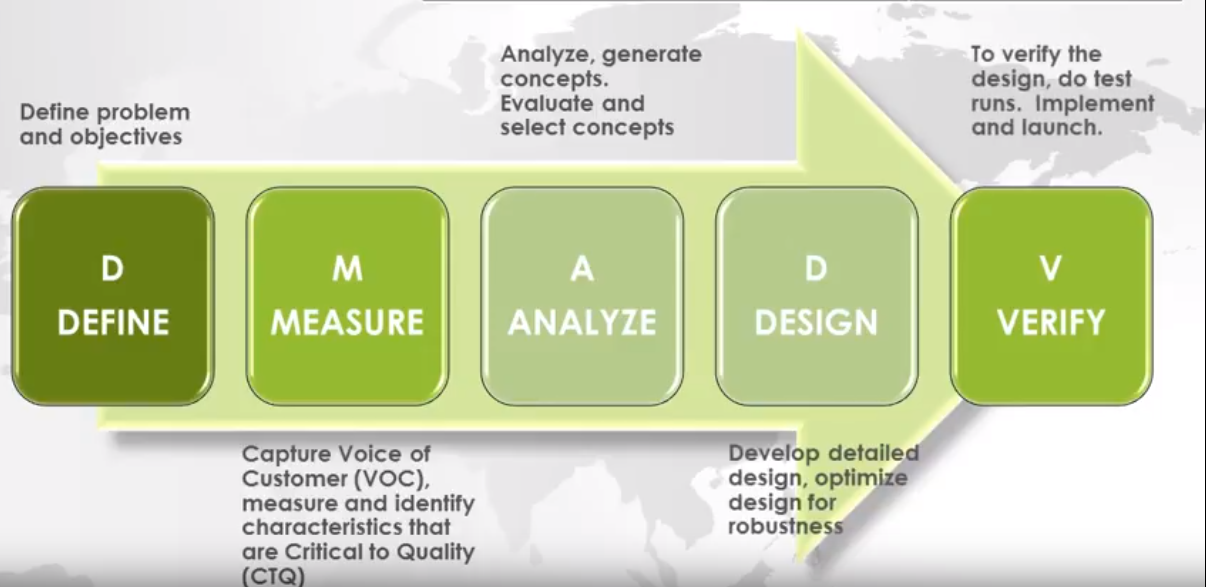 Define problem
and objectives
Analyze, generate
concepts.
Evaluate and
select concepts
To verify the
design, do test
runs.  Implement
and launch.
D
DEFINE
M
MEASURE
A
ANALYZE
D
DESIGN
V
VERIFY
Capture Voice of
Customer (VOC),
measure and identify
characteristics that
are Critical to Quality
(CTQ)
Develop detailed
design, optimize
design for
robustness